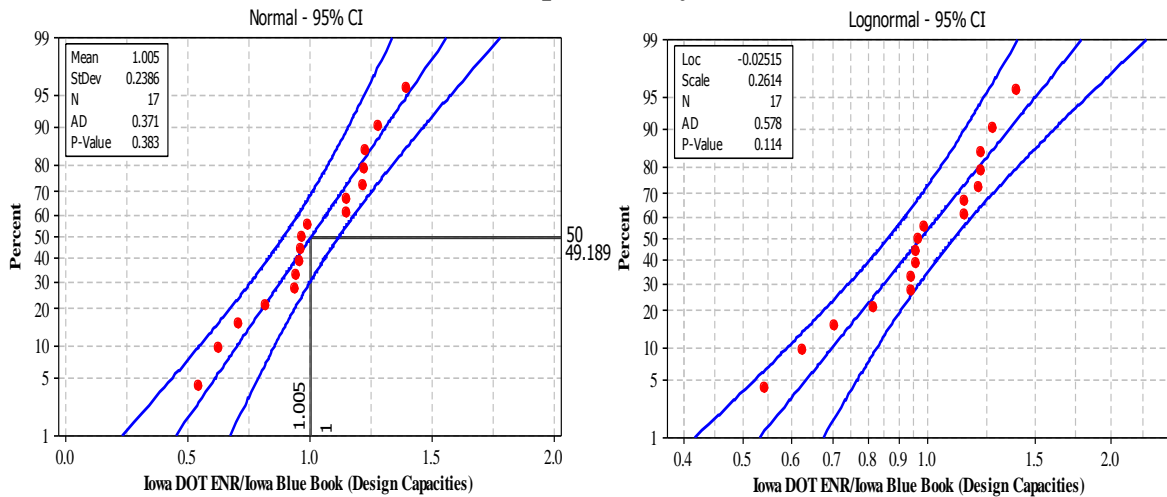 Normal - 95% CI
Mean 1.005
StDev 0.2386
N 17
AD 0.371
P-Value 0.383
Percent
99
95
90
80
70
60
50
40
30
20
10
5
1
50
49.189
1.005
1
0.0 0.5 1.0 1.5 2.0
Iowa DOT ENR/Iowa Blue Book (Design Capacities)
Lognormal - 95% CI
Loc -0.02515
Scale 0.2614
N 17
AD 0.578
P-Value 0.114
Percent
99
95
90
80
70
60
50
40
30
20
10
5
1
0.4 0.5 0.6 0.7 0.8 0.9 1.0 1.5 2.0
Iowa DOT ENR/Iowa Blue Book (Design Capacities)